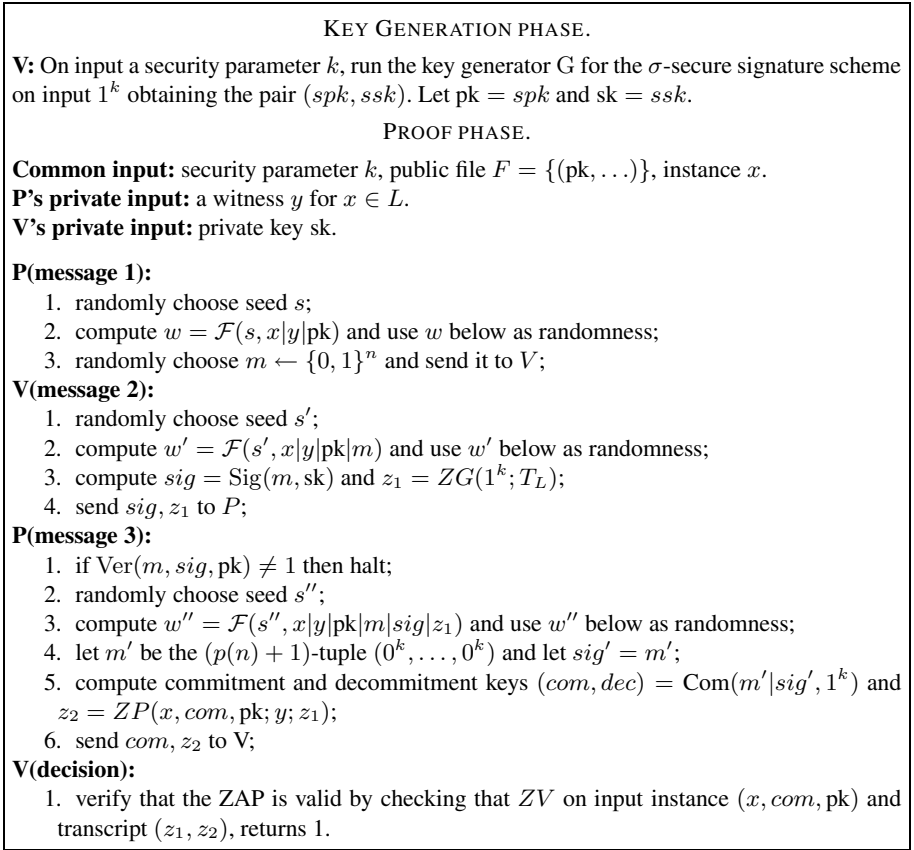 KEY GENERATION PHASE.
V: On input a security parameter k, run the key generator G for the σ-secure signature scheme
on input 1^k obtaining the pair (spk, ssk). Let pk = spk and sk = ssk.
PROOF PHASE.
Common input: security parameter k, public file F = {(pk, . . .)}, instance x.
P's private input: a witness y for x ∈ L.
V's private input: private key sk.
P(message 1):
1. randomly choose seed s;
2. compute w = ℱ(s, x|y|pk) and use w below as randomness;
3. randomly choose m ← {0, 1}^n and send it to V;
V(message 2):
1. randomly choose seed s′;
2. compute w′ = ℱ(s′, x|y|pk|m) and use w′ below as randomness;
3. compute sig = Sig(m, sk) and z₁ = ZG(1^k; T_L);
4. send sig, z₁ to P;
P(message 3):
1. if Ver(m, sig, pk) ≠ 1 then halt;
2. randomly choose seed s″;
3. compute w″ = ℱ(s″, x|y|pk|m|sig|z₁) and use w″ below as randomness;
4. let m′ be the (p(n) + 1)-tuple (0^k, . . . , 0^k) and let sig′ = m′;
5. compute commitment and decommitment keys (com, dec) = Com(m′|sig′, 1^k) and
z₂ = ZP(x, com, pk; y; z₁);
6. send com, z₂ to V;
V(decision):
1. verify that the ZAP is valid by checking that ZV on input instance (x, com, pk) and
transcript (z₁, z₂), returns 1.